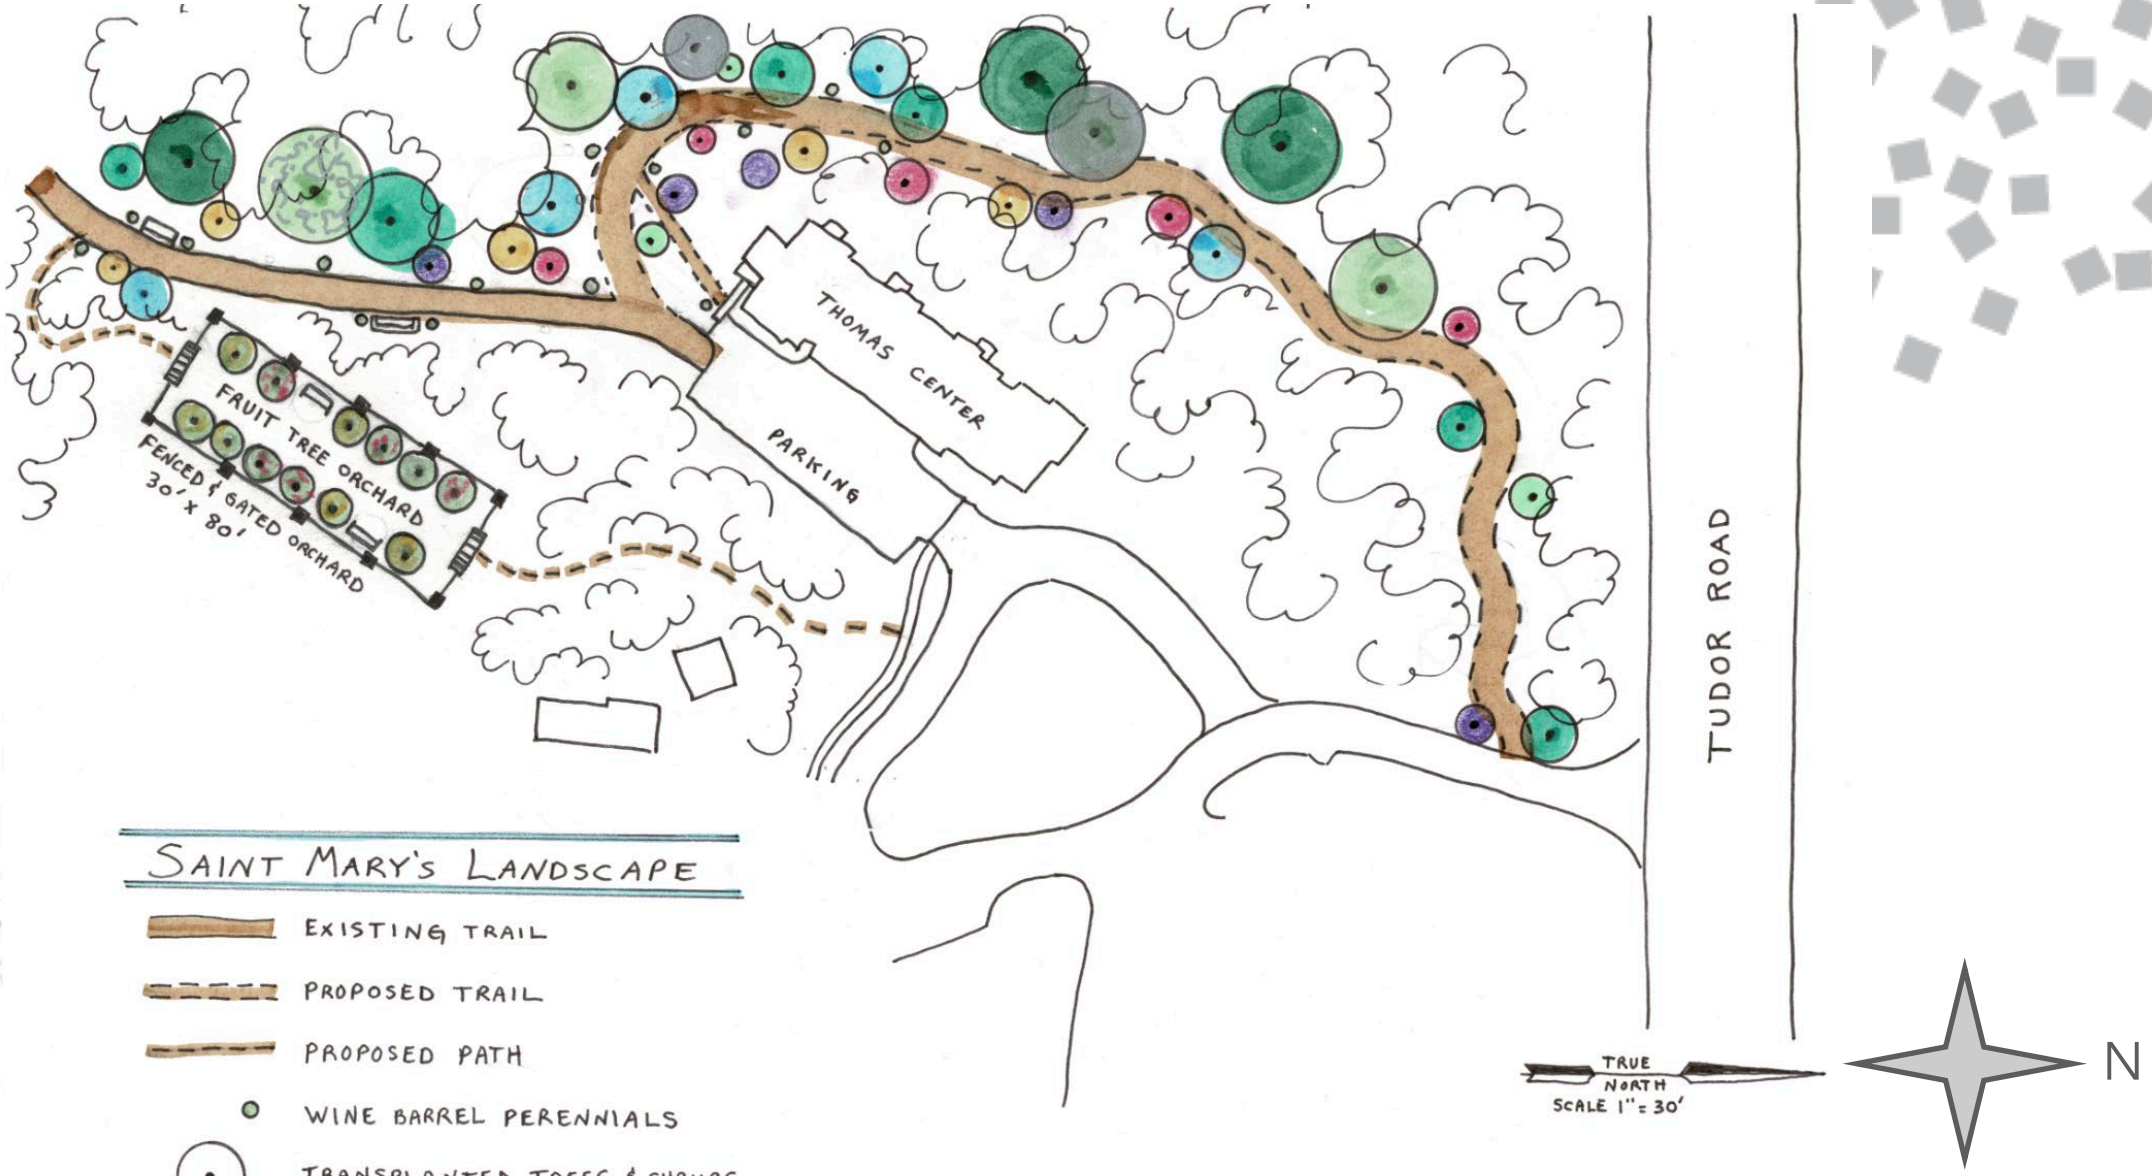 THOMAS CENTER
PARKING
FRUIT TREE ORCHARD
FENCED & GATED ORCHARD
30' X 80'
TUDOR ROAD
SAINT MARY'S LANDSCAPE
EXISTING TRAIL
PROPOSED TRAIL
PROPOSED PATH
WINE BARREL PERENNIALS
TRUE
NORTH
SCALE 1" = 30'
N